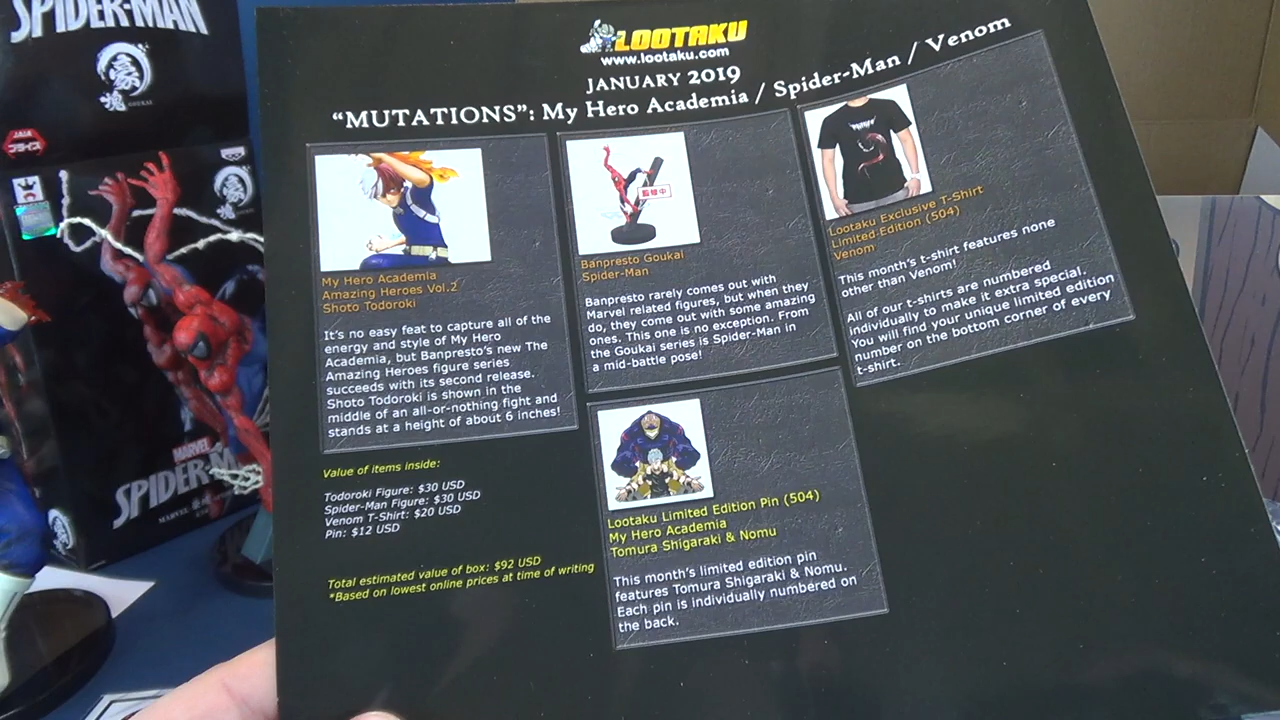 SPIDER-MAN
豪
塊
GOUKAI
プライズ
MARVEL
SPIDER-M
MARVEL
LOOTAKU
www.lootaku.com
JANUARY 2019
“MUTATIONS”: My Hero Academia / Spider-Man / Venom
My Hero Academia
Amazing Heroes Vol.2
Shoto Todoroki
It's no easy feat to capture all of the
energy and style of My Hero
Academia, but Banpresto's new The
Amazing Heroes figure series
succeeds with its second release.
Shoto Todoroki is shown in the
middle of an all-or-nothing fight and
stands at a height of about 6 inches!
監修中
Banpresto Goukai
Spider-Man
Banpresto rarely comes out with
Marvel related figures, but when they
do, they come out with some amazing
ones. This one is no exception. From
the Goukai series is Spider-Man in
a mid-battle pose!
Lootaku Exclusive T-Shirt
Limited Edition (504)
Venom
This month's t-shirt features none
other than Venom!
All of our t-shirts are numbered
individually to make it extra special.
You will find your unique limited edition
number on the bottom corner of every
t-shirt.
Value of items inside:
Todoroki Figure: $30 USD
Spider-Man Figure: $30 USD
Venom T-Shirt: $20 USD
Pin: $12 USD
Total estimated value of box: $92 USD
*Based on lowest online prices at time of writing
Lootaku Limited Edition Pin (504)
My Hero Academia
Tomura Shigaraki & Nomu
This month's limited edition pin
features Tomura Shigaraki & Nomu.
Each pin is individually numbered on
the back.